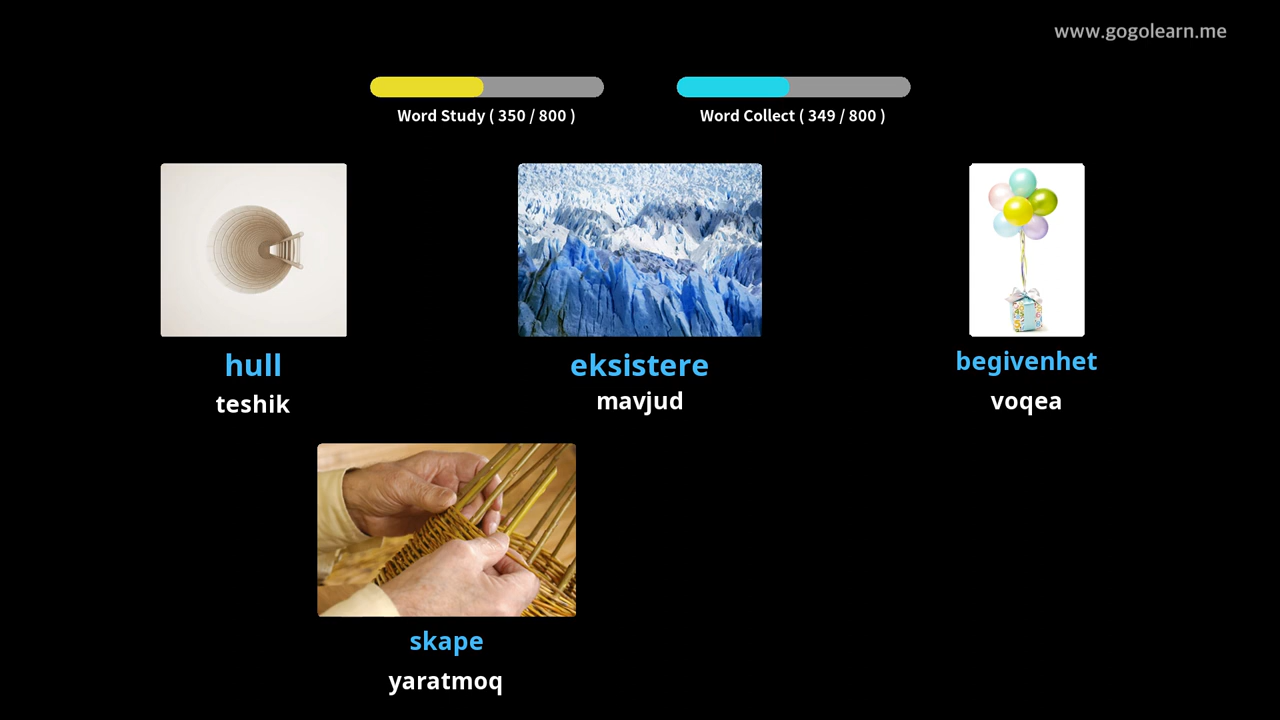 www.gogolearn.me
Word Study ( 350 / 800 )
Word Collect ( 349 / 800 )
hull
teshik
eksistere
mavjud
begivenhet
voqea
skape
yaratmoq